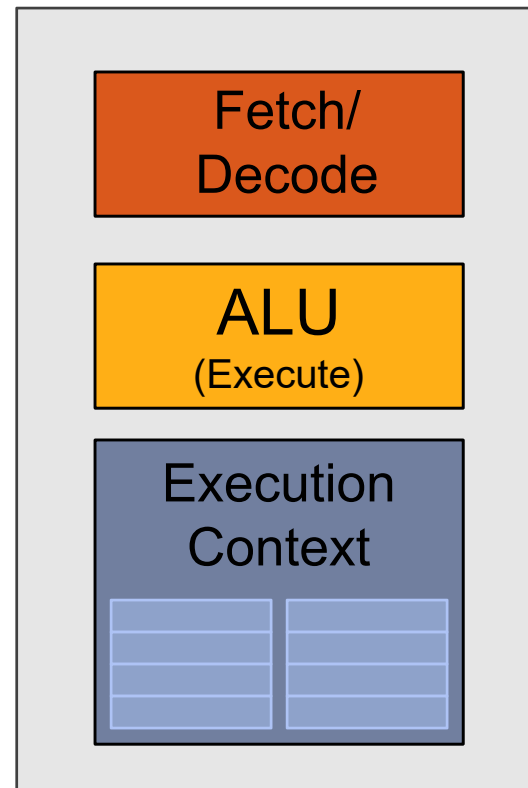 Fetch/
Decode
ALU
(Execute)
Execution
Context